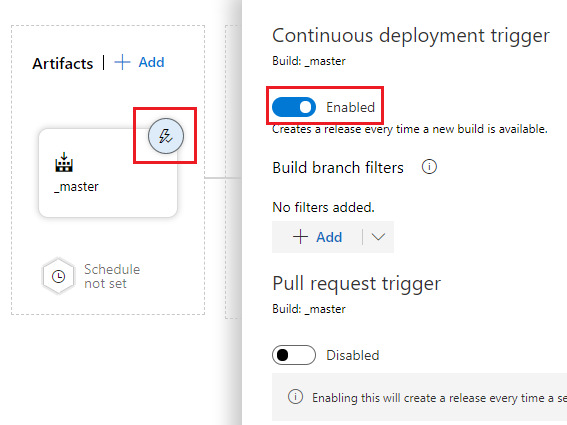 Artifacts | + Add
_master
Schedule
not set
Continuous deployment trigger
Build: _master
Enabled
Creates a release every time a new build is available.
Build branch filters
No filters added.
+ Add
Pull request trigger
Build: _master
Disabled
Enabling this will create a release every time a se